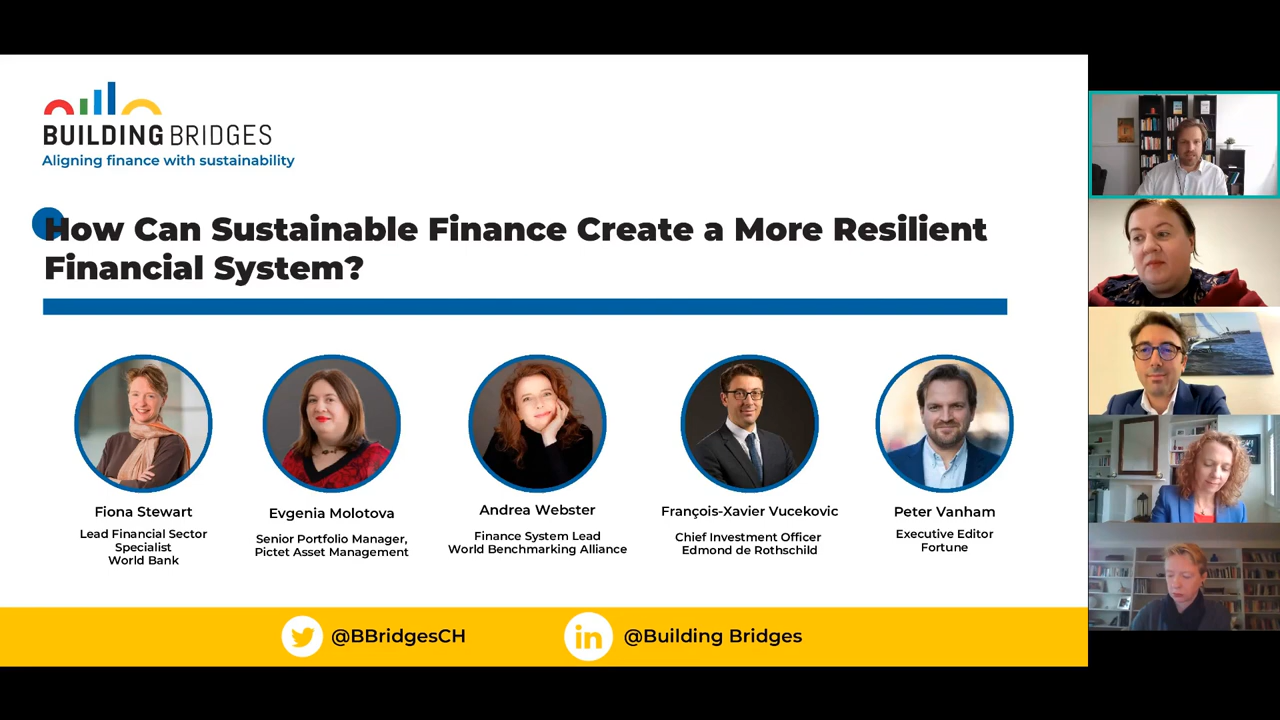 BUILDING BRIDGES
Aligning finance with sustainability
How Can Sustainable Finance Create a More Resilient
Financial System?
Fiona Stewart
Lead Financial Sector
Specialist
World Bank
Evgenia Molotova
Senior Portfolio Manager,
Pictet Asset Management
Andrea Webster
Finance System Lead
World Benchmarking Alliance
François-Xavier Vucekovic
Chief Investment Officer
Edmond de Rothschild
Peter Vanham
Executive Editor
Fortune
@BBridgesCH
in
@Building Bridges